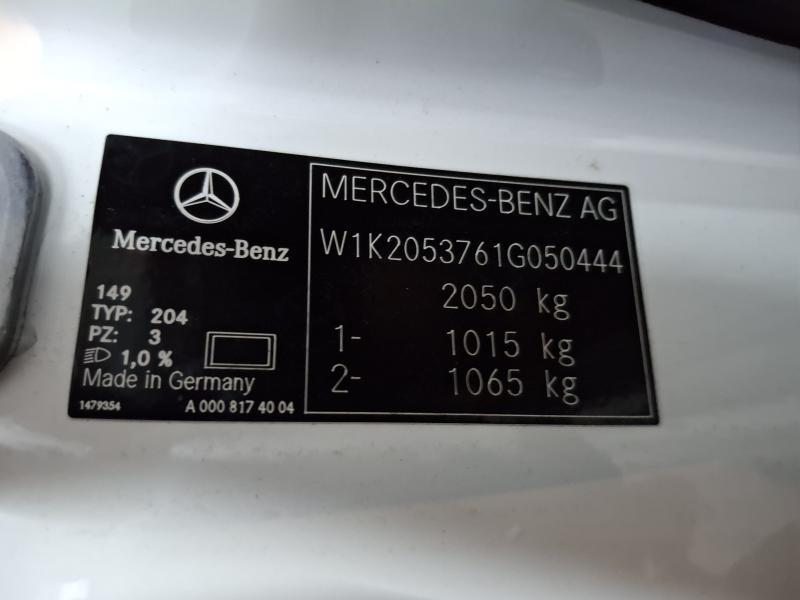 Mercedes-Benz
149
TYP: 204
PZ: 3
1,0 %
Made in Germany
1479354 A 000 817 40 04
MERCEDES-BENZ AG
W1K2053761G050444
2050 kg
1- 1015 kg
2- 1065 kg